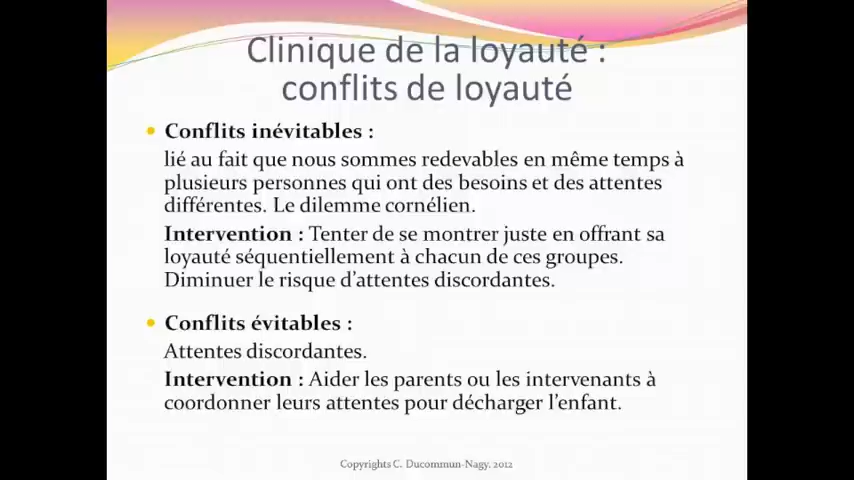 Clinique de la loyauté :
conflits de loyauté
Conflits inévitables :
lié au fait que nous sommes redevables en même temps à
plusieurs personnes qui ont des besoins et des attentes
différentes. Le dilemme cornélien.
Intervention : Tenter de se montrer juste en offrant sa
loyauté séquentiellement à chacun de ces groupes.
Diminuer le risque d'attentes discordantes.
Conflits évitables :
Attentes discordantes.
Intervention : Aider les parents ou les intervenants à
coordonner leurs attentes pour décharger l'enfant.
Copyrights C. Ducommun-Nagy, 2012